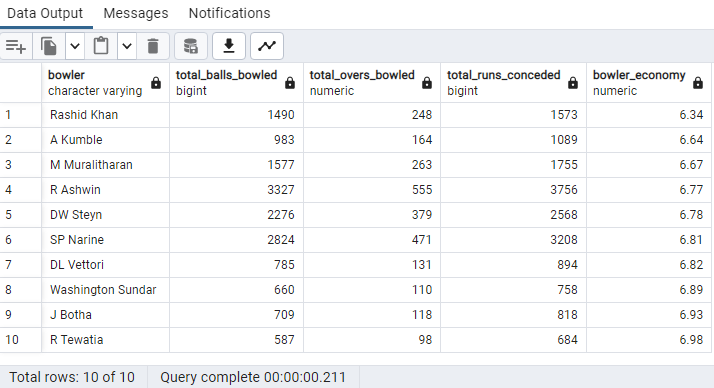 Data Output Messages Notifications
bowler total_balls_bowled total_overs_bowled total_runs_conceded bowler_economy
character varying bigint numeric bigint numeric
1 Rashid Khan 1490 248 1573 6.34
2 A Kumble 983 164 1089 6.64
3 M Muralitharan 1577 263 1755 6.67
4 R Ashwin 3327 555 3756 6.77
5 DW Steyn 2276 379 2568 6.78
6 SP Narine 2824 471 3208 6.81
7 DL Vettori 785 131 894 6.82
8 Washington Sundar 660 110 758 6.89
9 J Botha 709 118 818 6.93
10 R Tewatia 587 98 684 6.98
Total rows: 10 of 10 Query complete 00:00:00.211